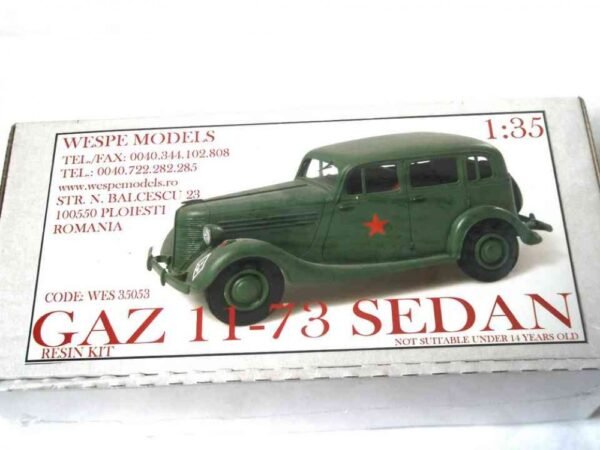 WESPE MODELS
1:35
TEL./FAX: 0040.344.102.808
TEL.: 0040.722.282.285
www.wespemodels.ro
STR. N. BALCESCU 23
100550 PLOIESTI
ROMANIA
CODE: WES 35053
GAZ 11-73 SEDAN
RESIN KIT
NOT SUITABLE UNDER 14 YEARS OLD